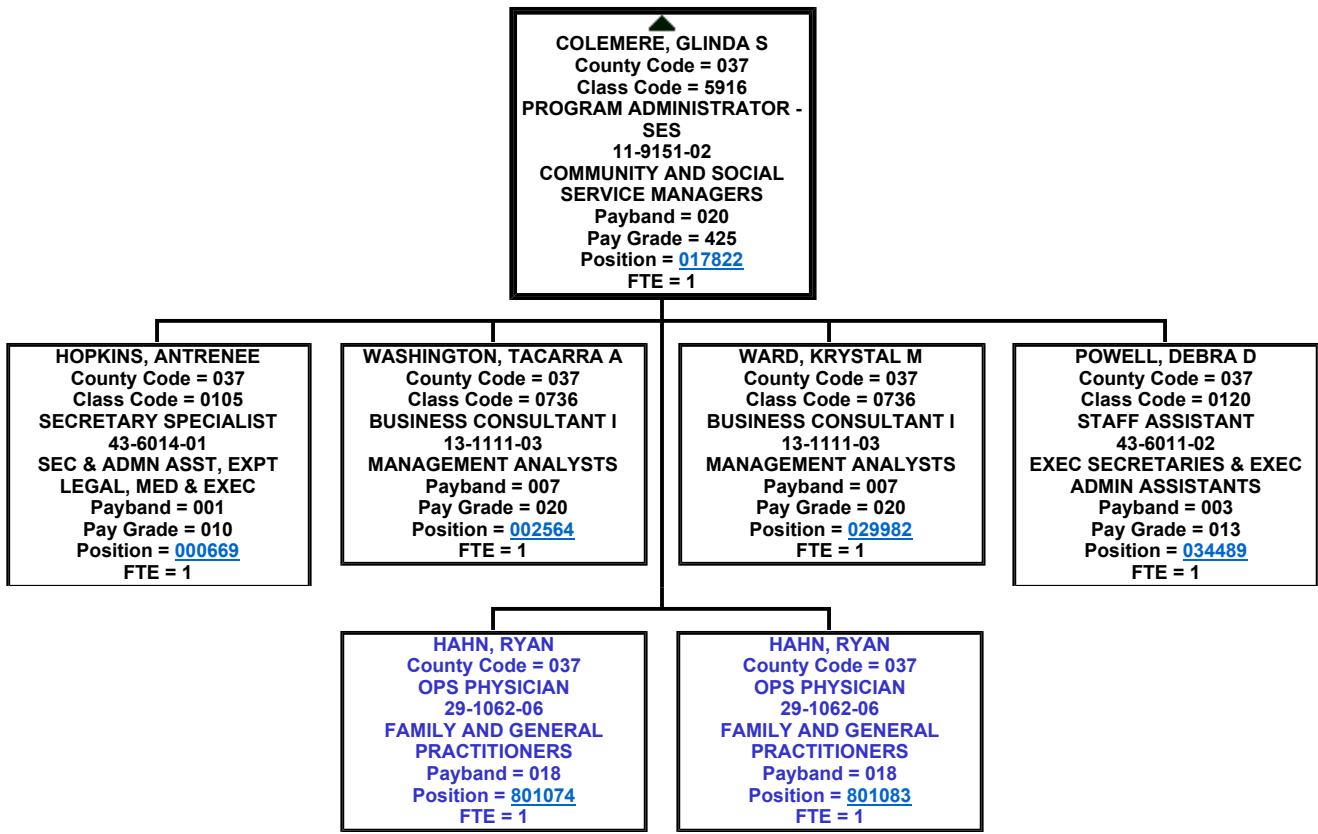 COLEMERE, GLINDA S
County Code = 037
Class Code = 5916
PROGRAM ADMINISTRATOR -
SES
11-9151-02
COMMUNITY AND SOCIAL
SERVICE MANAGERS
Payband = 020
Pay Grade = 425
Position = 017822
FTE = 1
HOPKINS, ANTRENEE
County Code = 037
Class Code = 0105
SECRETARY SPECIALIST
43-6014-01
SEC & ADMN ASST, EXPT
LEGAL, MED & EXEC
Payband = 001
Pay Grade = 010
Position = 000669
FTE = 1
WASHINGTON, TACARRA A
County Code = 037
Class Code = 0736
BUSINESS CONSULTANT I
13-1111-03
MANAGEMENT ANALYSTS
Payband = 007
Pay Grade = 020
Position = 002564
FTE = 1
WARD, KRYSTAL M
County Code = 037
Class Code = 0736
BUSINESS CONSULTANT I
13-1111-03
MANAGEMENT ANALYSTS
Payband = 007
Pay Grade = 020
Position = 029982
FTE = 1
POWELL, DEBRA D
County Code = 037
Class Code = 0120
STAFF ASSISTANT
43-6011-02
EXEC SECRETARIES & EXEC
ADMIN ASSISTANTS
Payband = 003
Pay Grade = 013
Position = 034489
FTE = 1
HAHN, RYAN
County Code = 037
OPS PHYSICIAN
29-1062-06
FAMILY AND GENERAL
PRACTITIONERS
Payband = 018
Position = 801074
FTE = 1
HAHN, RYAN
County Code = 037
OPS PHYSICIAN
29-1062-06
FAMILY AND GENERAL
PRACTITIONERS
Payband = 018
Position = 801083
FTE = 1